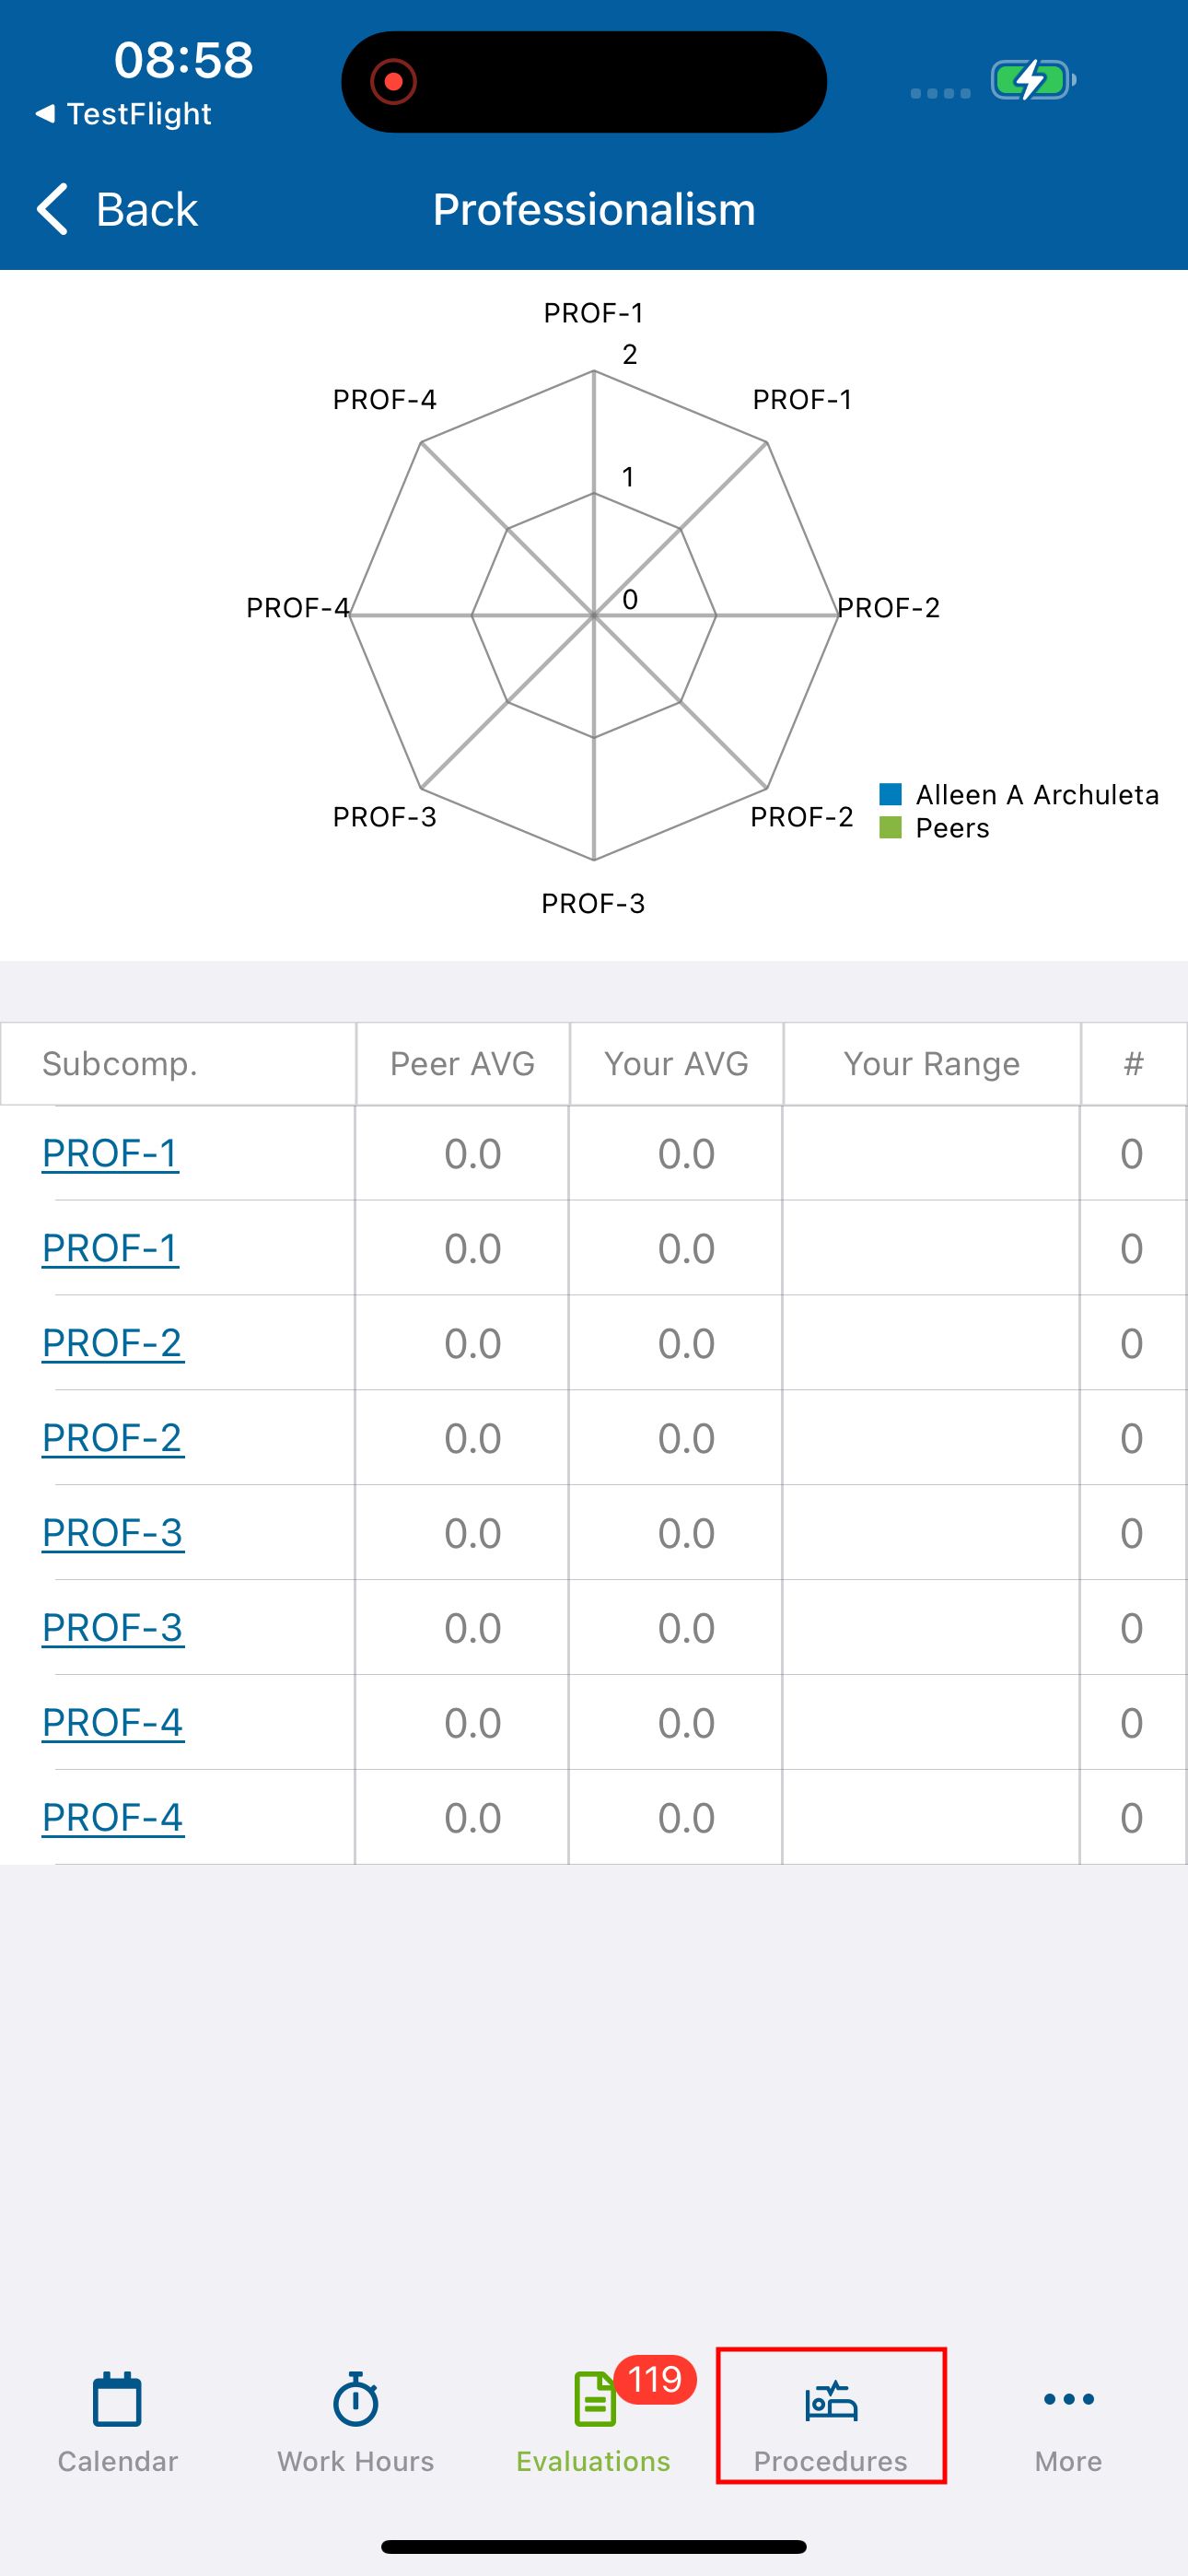 08:58
◀ TestFlight
Back
Professionalism
PROF-1
2
PROF-4
PROF-1
1
PROF-4
0
PROF-2
PROF-3
PROF-2
Alleen A Archuleta
Peers
PROF-3
Subcomp. Peer AVG Your AVG Your Range #
PROF-1 0.0 0.0 0
PROF-1 0.0 0.0 0
PROF-2 0.0 0.0 0
PROF-2 0.0 0.0 0
PROF-3 0.0 0.0 0
PROF-3 0.0 0.0 0
PROF-4 0.0 0.0 0
PROF-4 0.0 0.0 0
119
Calendar Work Hours Evaluations Procedures More